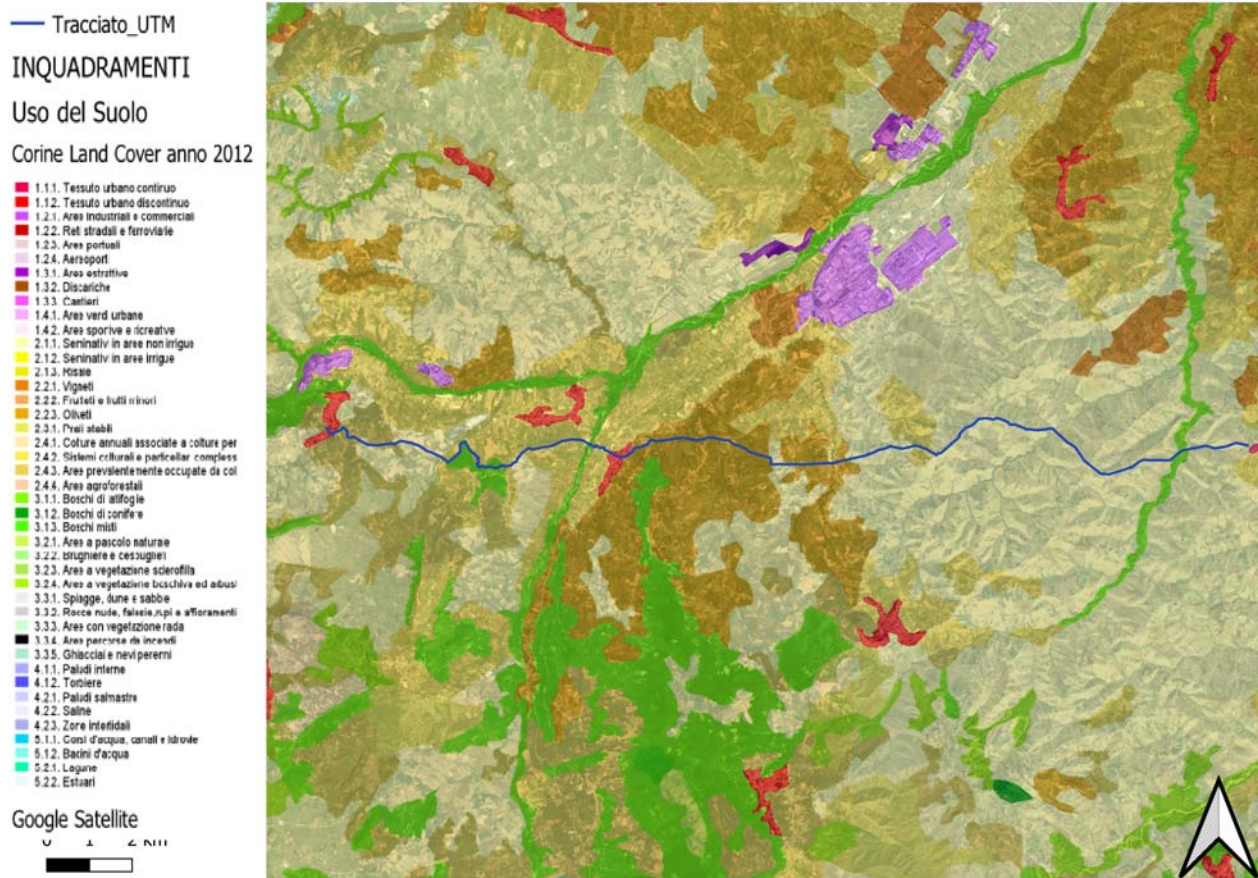 Tracciato_UTM
INQUADRAMENTI
Uso del Suolo
Corine Land Cover anno 2012
1.1.1. Tessuto urbano continuo
1.1.2. Tessuto urbano discontinuo
1.2.1. Aree industriali e commerciali
1.2.2. Reti stradali e ferroviarie
1.2.3. Aree portuali
1.2.4. Aeroporti
1.3.1. Aree estrattive
1.3.2. Discariche
1.3.3. Cantieri
1.4.1. Aree verdi urbane
1.4.2. Aree sportive e ricreative
2.1.1. Seminativi in aree non irrigue
2.1.2. Seminativi in aree irrigue
2.1.3. Risaie
2.2.1. Vigneti
2.2.2. Frutteti e frutti minori
2.2.3. Oliveti
2.3.1. Prati stabili
2.4.1. Colture annuali associate a colture per
2.4.2. Sistemi colturali e particellari compless
2.4.3. Aree prevalentemente occupate da col
2.4.4. Aree agroforestali
3.1.1. Boschi di latifoglie
3.1.2. Boschi di conifere
3.1.3. Boschi misti
3.2.1. Aree a pascolo naturale
3.2.2. Brughiere e cespuglieti
3.2.3. Aree a vegetazione sclerofilla
3.2.4. Aree a vegetazione boschiva ed arbust
3.3.1. Spiagge, dune e sabbie
3.3.2. Rocce nude, falesie, rupi e affioramenti
3.3.3. Aree con vegetazione rada
3.3.4. Aree percorse da incendi
3.3.5. Ghiacciai e nevi perenni
4.1.1. Paludi interne
4.1.2. Torbiere
4.2.1. Paludi salmastre
4.2.2. Saline
4.2.3. Zone intertidali
5.1.1. Corsi d'acqua, canali e idrovie
5.1.2. Bacini d'acqua
5.2.1. Lagune
5.2.2. Estuari
Google Satellite
0 1 2 km